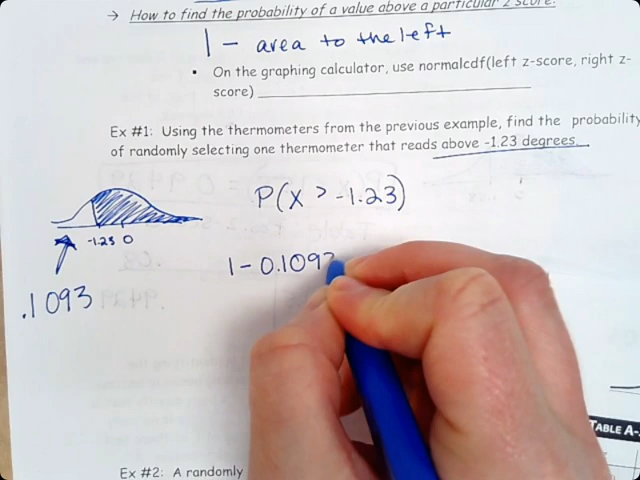 → How to find the probability of a value above a particular z score:
1 - area to the left
• On the graphing calculator, use normalcdf(left z-score, right z-
score)
Ex #1: Using the thermometers from the previous example, find the probability
of randomly selecting one thermometer that reads above -1.23 degrees.
P(X > -1.23)
-1.23 0
1 - 0.1093
.1093
TABLE A-
Ex #2: A randomly